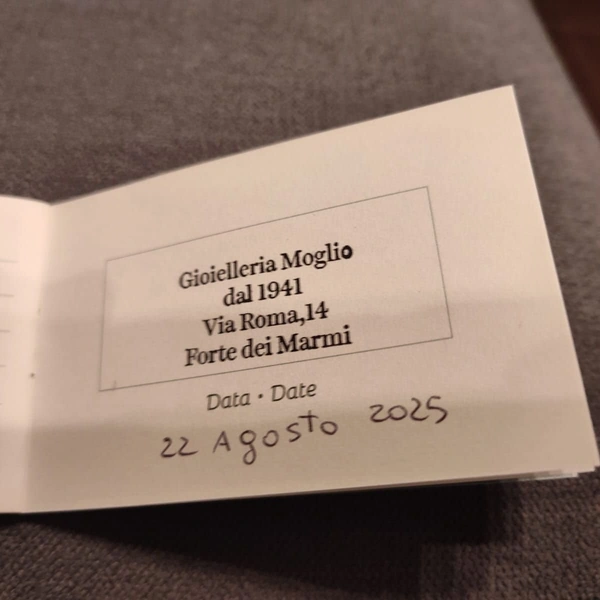 Gioielleria Moglio
dal 1941
Via Roma,14
Forte dei Marmi
Data • Date
22 Agosto 2025